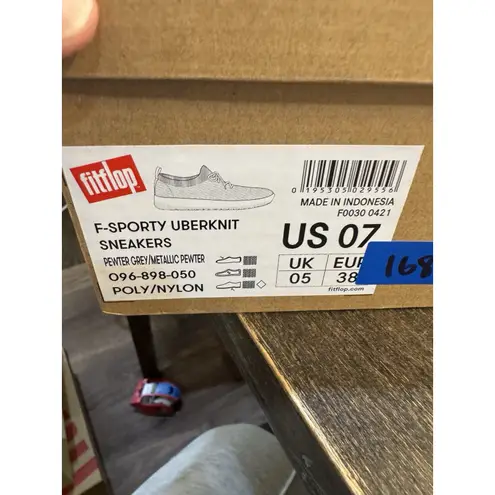 fitflop
F-SPORTY UBERKNIT
SNEAKERS
PEWTER GREY/METALLIC PEWTER
096-898-050
POLY/NYLON
0 195305 029556
MADE IN INDONESIA
F0030 0421
US 07
UK EUR
05 38
fitflop.com
168